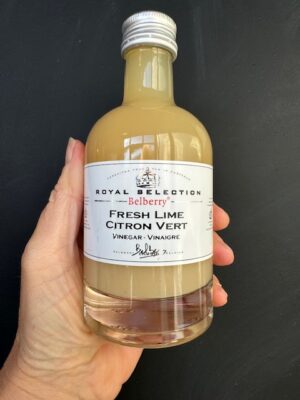 ROYAL SELECTION
Belberry®
FRESH LIME
CITRON VERT
VINEGAR - VINAIGRE